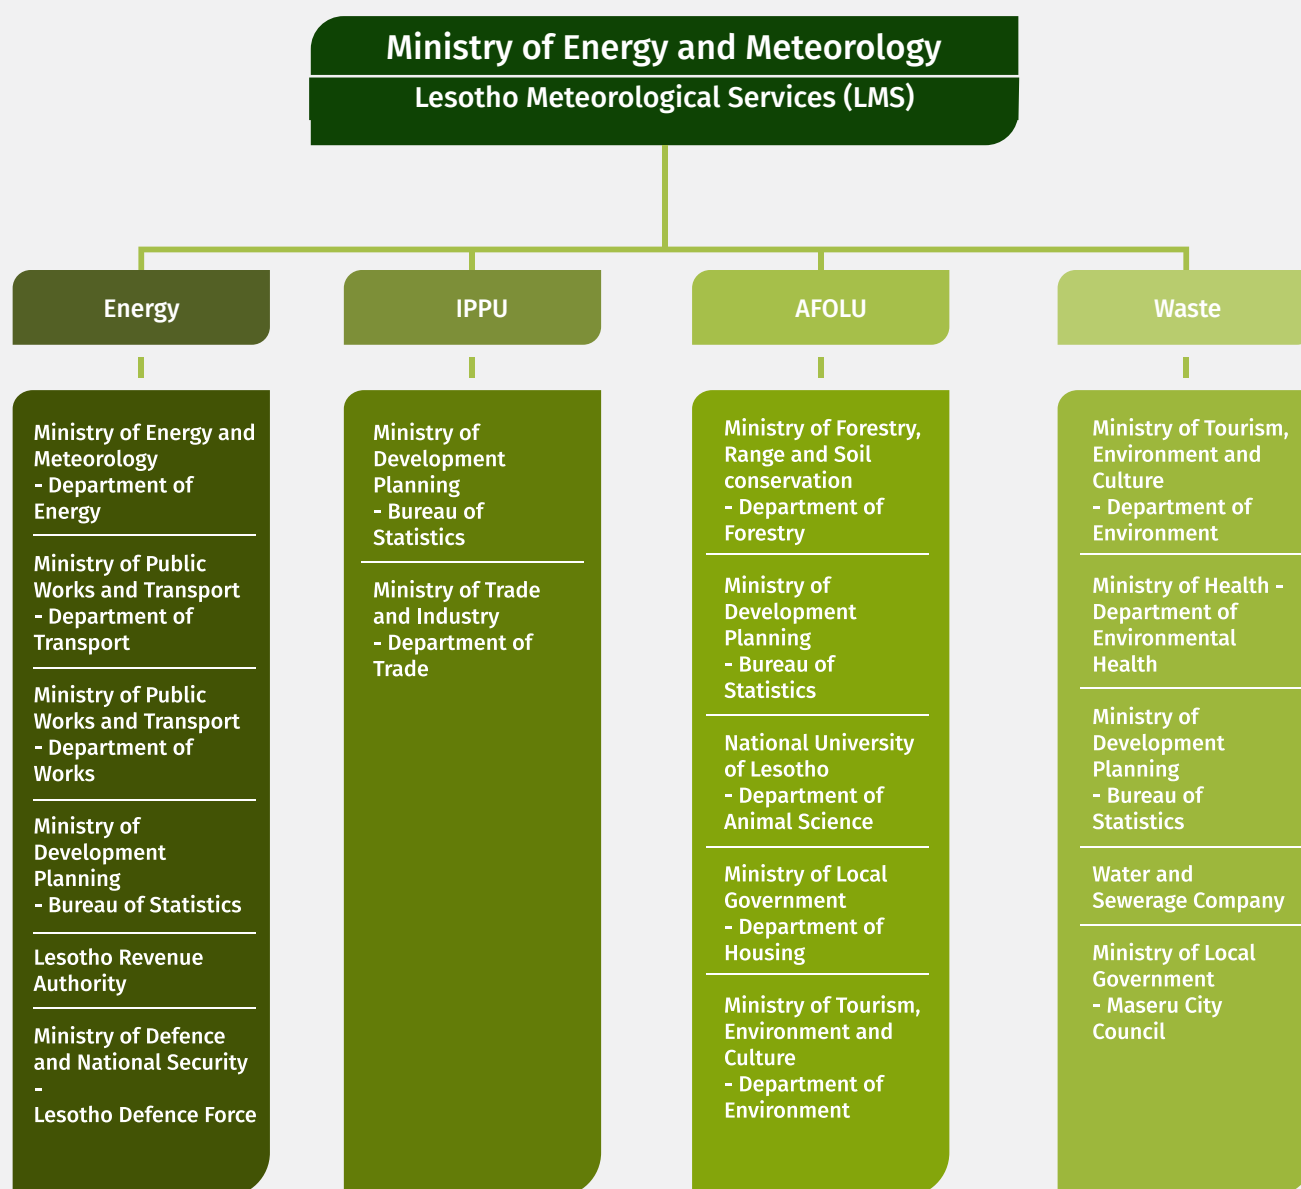 Ministry of Energy and Meteorology
Lesotho Meteorological Services (LMS)
Energy
Ministry of Energy and
Meteorology
- Department of
Energy
Ministry of Public
Works and Transport
- Department of
Transport
Ministry of Public
Works and Transport
- Department of
Works
Ministry of
Development
Planning
- Bureau of Statistics
Lesotho Revenue
Authority
Ministry of Defence
and National Security
-
Lesotho Defence Force
IPPU
Ministry of
Development
Planning
- Bureau of
Statistics
Ministry of Trade
and Industry
- Department of
Trade
AFOLU
Ministry of Forestry,
Range and Soil
conservation
- Department of
Forestry
Ministry of
Development
Planning
- Bureau of
Statistics
National University
of Lesotho
- Department of
Animal Science
Ministry of Local
Government
- Department of
Housing
Ministry of Tourism,
Environment and
Culture
- Department of
Environment
Waste
Ministry of Tourism,
Environment and
Culture
- Department of
Environment
Ministry of Health -
Department of
Environmental
Health
Ministry of
Development
Planning
- Bureau of
Statistics
Water and
Sewerage Company
Ministry of Local
Government
- Maseru City
Council